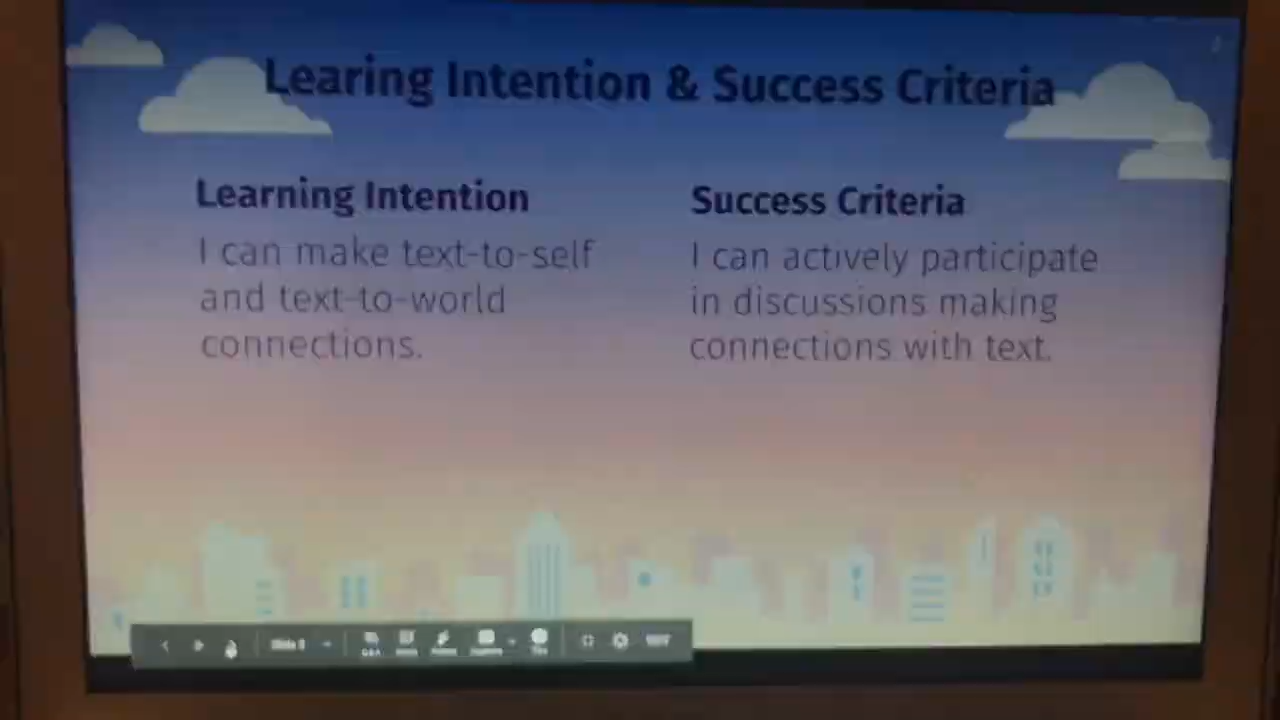 Learing Intention & Success Criteria
Learning Intention
I can make text-to-self
and text-to-world
connections.
Success Criteria
I can actively participate
in discussions making
connections with text.
Q&A